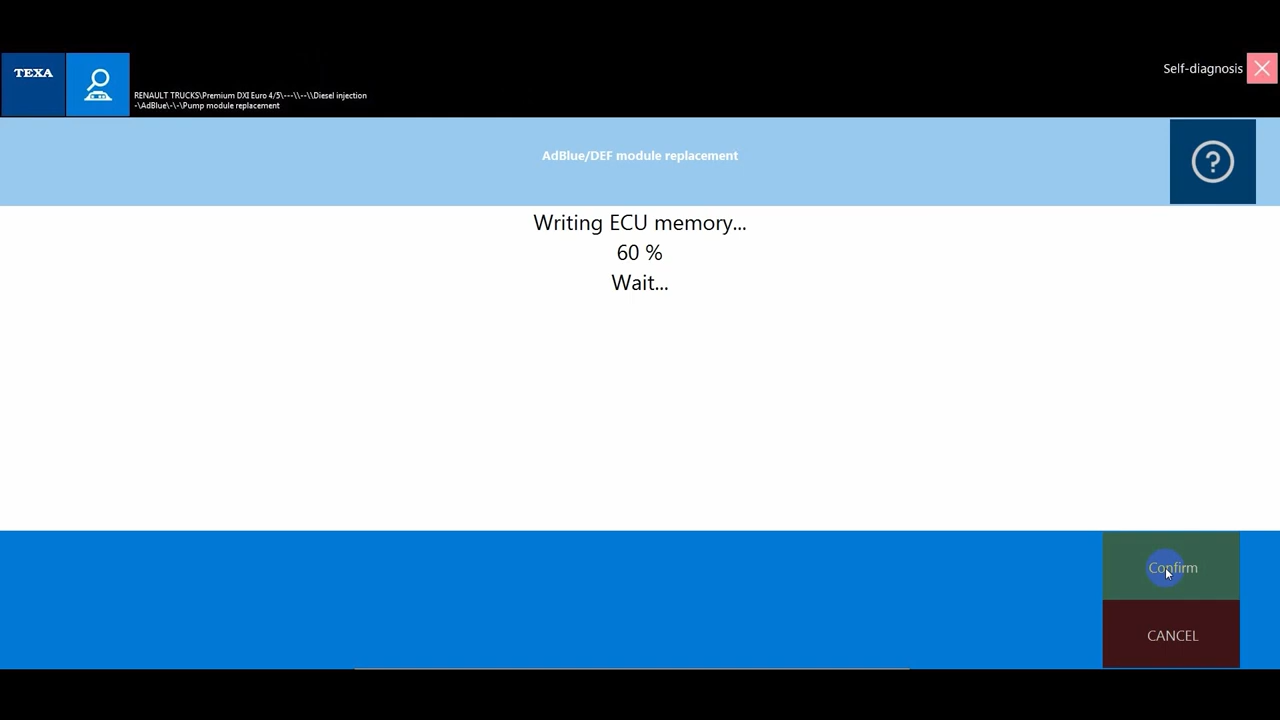 TEXA
Self-diagnosis
RENAULT TRUCKS\Premium DXI Euro 4/5\---\\--\\Diesel injection
-\AdBlue\-\-\Pump module replacement
AdBlue/DEF module replacement
?
Writing ECU memory...
60 %
Wait...
Confirm
CANCEL